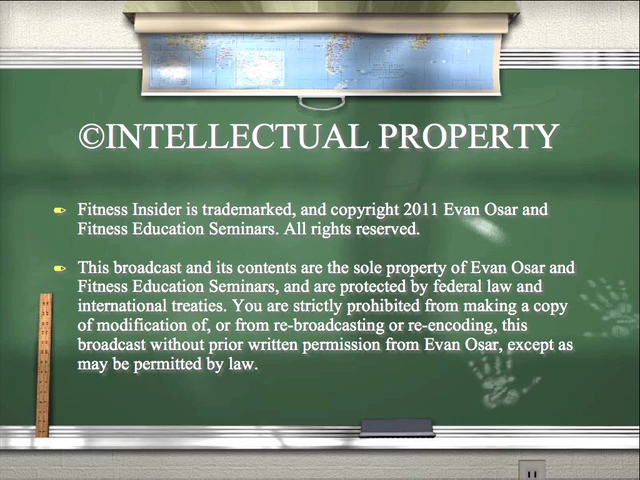 ©INTELLECTUAL PROPERTY
Fitness Insider is trademarked, and copyright 2011 Evan Osar and
Fitness Education Seminars. All rights reserved.
This broadcast and its contents are the sole property of Evan Osar and
Fitness Education Seminars, and are protected by federal law and
international treaties. You are strictly prohibited from making a copy
of modification of, or from re-broadcasting or re-encoding, this
broadcast without prior written permission from Evan Osar, except as
may be permitted by law.